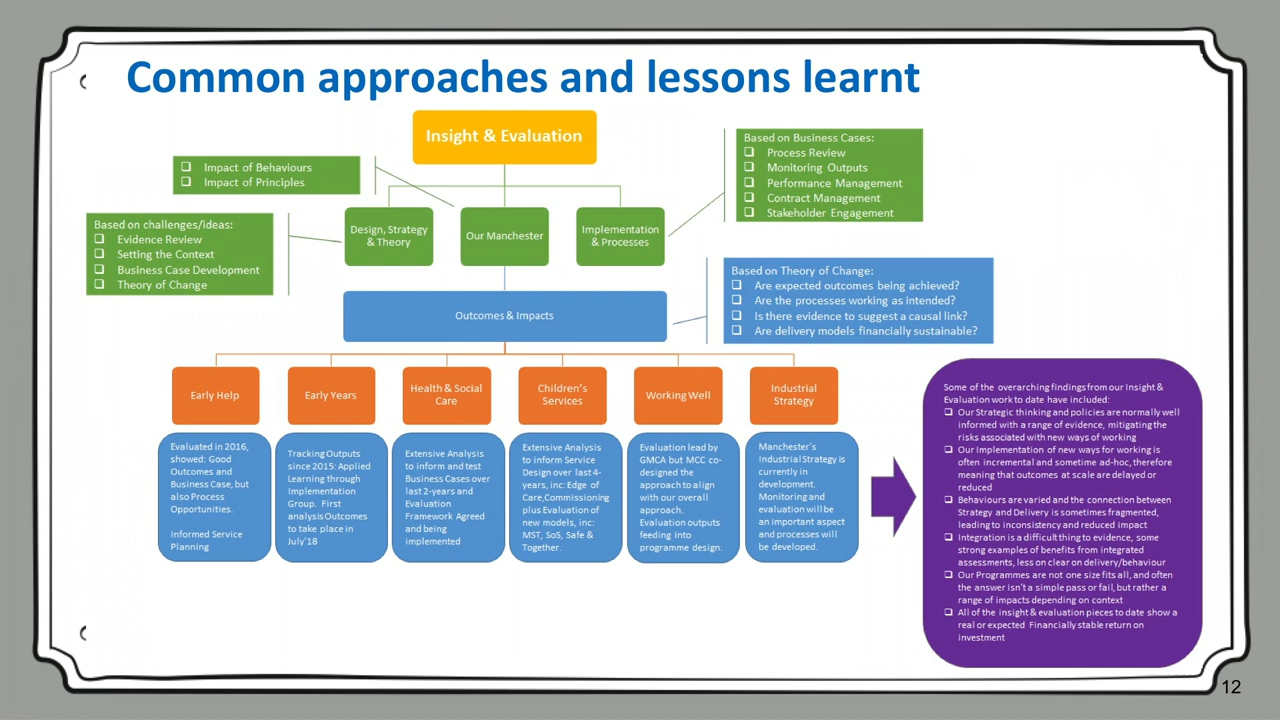 Common approaches and lessons learnt
Insight & Evaluation
Impact of Behaviours
Impact of Principles
Based on Business Cases:
Process Review
Monitoring Outputs
Performance Management
Contract Management
Stakeholder Engagement
Based on challenges/ideas:
Evidence Review
Setting the Context
Business Case Development
Theory of Change
Design, Strategy
& Theory
Our Manchester
Implementation
& Processes
Based on Theory of Change:
Are expected outcomes being achieved?
Are the processes working as intended?
Is there evidence to suggest a causal link?
Are delivery models financially sustainable?
Outcomes & Impacts
Early Help
Early Years
Health & Social
Care
Children's
Services
Working Well
Industrial
Strategy
Evaluated in 2016,
showed: Good
Outcomes and
Business Case, but
also Process
Opportunities.
Informed Service
Planning
Tracking Outputs
since 2015: Applied
Learning through
Implementation
Group. First
analysis Outcomes
to take place in
July'18
Extensive Analysis
to inform and test
Business Cases over
last 2-years and
Evaluation
Framework Agreed
and being
implemented
Extensive Analysis
to inform Service
Design over last 4-
years, inc: Edge of
Care,Commissioning
plus Evaluation of
new models, inc:
MST, SoS, Safe &
Together.
Evaluation lead by
GMCA but MCC co-
designed the
approach to align
with our overall
approach.
Evaluation outputs
feeding into
programme design.
Manchester's
Industrial Strategy is
currently in
development.
Monitoring and
evaluation will be
an important aspect
and processes will
be developed.
Some of the overarching findings from our Insight &
Evaluation work to date have included:
Our Strategic thinking and policies are normally well
informed with a range of evidence, mitigating the
risks associated with new ways of working
Our Implementation of new ways for working is
often incremental and sometime ad-hoc, therefore
meaning that outcomes at scale are delayed or
reduced
Behaviours are varied and the connection between
Strategy and Delivery is sometimes fragmented,
leading to inconsistency and reduced impact
Integration is a difficult thing to evidence, some
strong examples of benefits from integrated
assessments, less on clear on delivery/behaviour
Our Programmes are not one size fits all, and often
the answer isn't a simple pass or fail, but rather a
range of impacts depending on context
All of the insight & evaluation pieces to date show a
real or expected Financially stable return on
investment
12